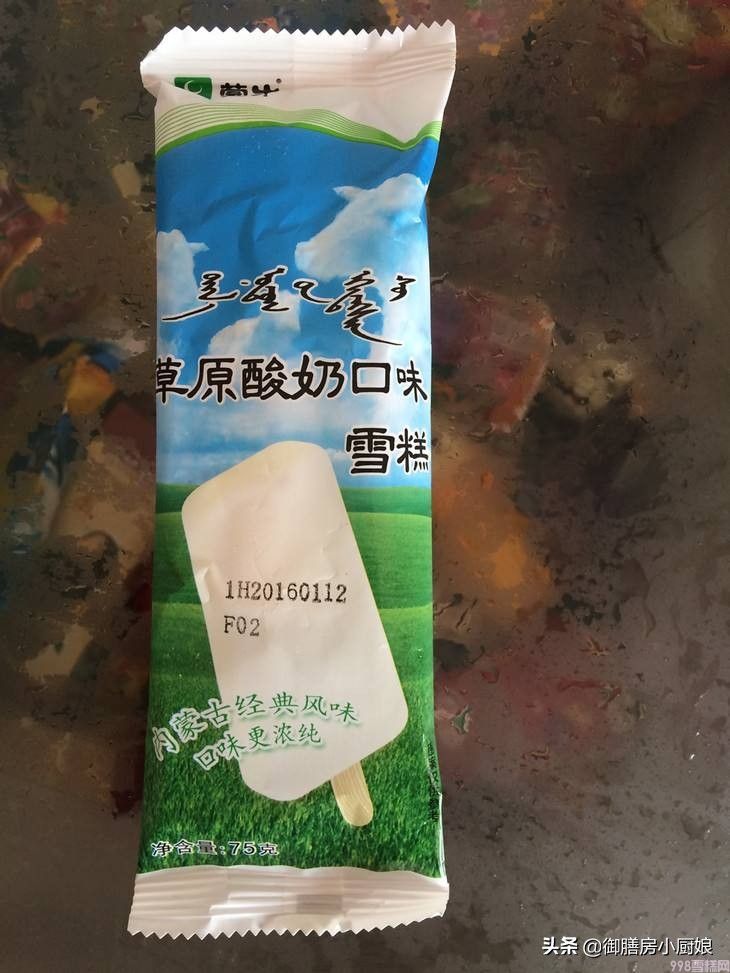 蒙牛
草原酸奶口味
雪糕
1H20160112
F02
内蒙古经典风味
回味更浓纯
净含量:75克
头条 @御膳房小厨娘
998雪糕网